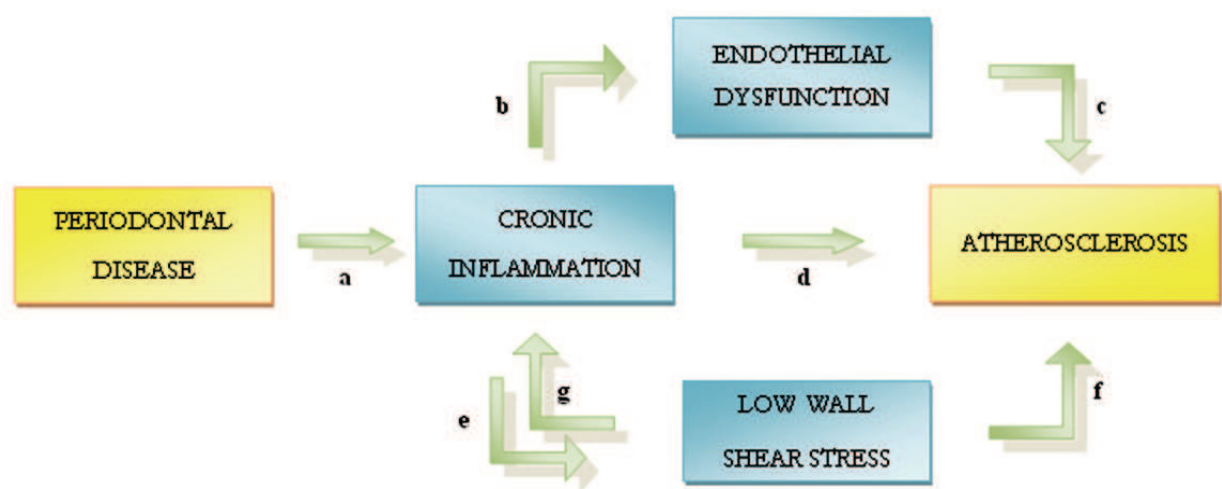 ENDOTHELIAL
DYSFUNCTION
b
c
PERIODONTAL
DISEASE
a
CRONIC
INFLAMMATION
d
ATHEROSCLEROSIS
e
g
LOW WALL
SHEAR STRESS
f